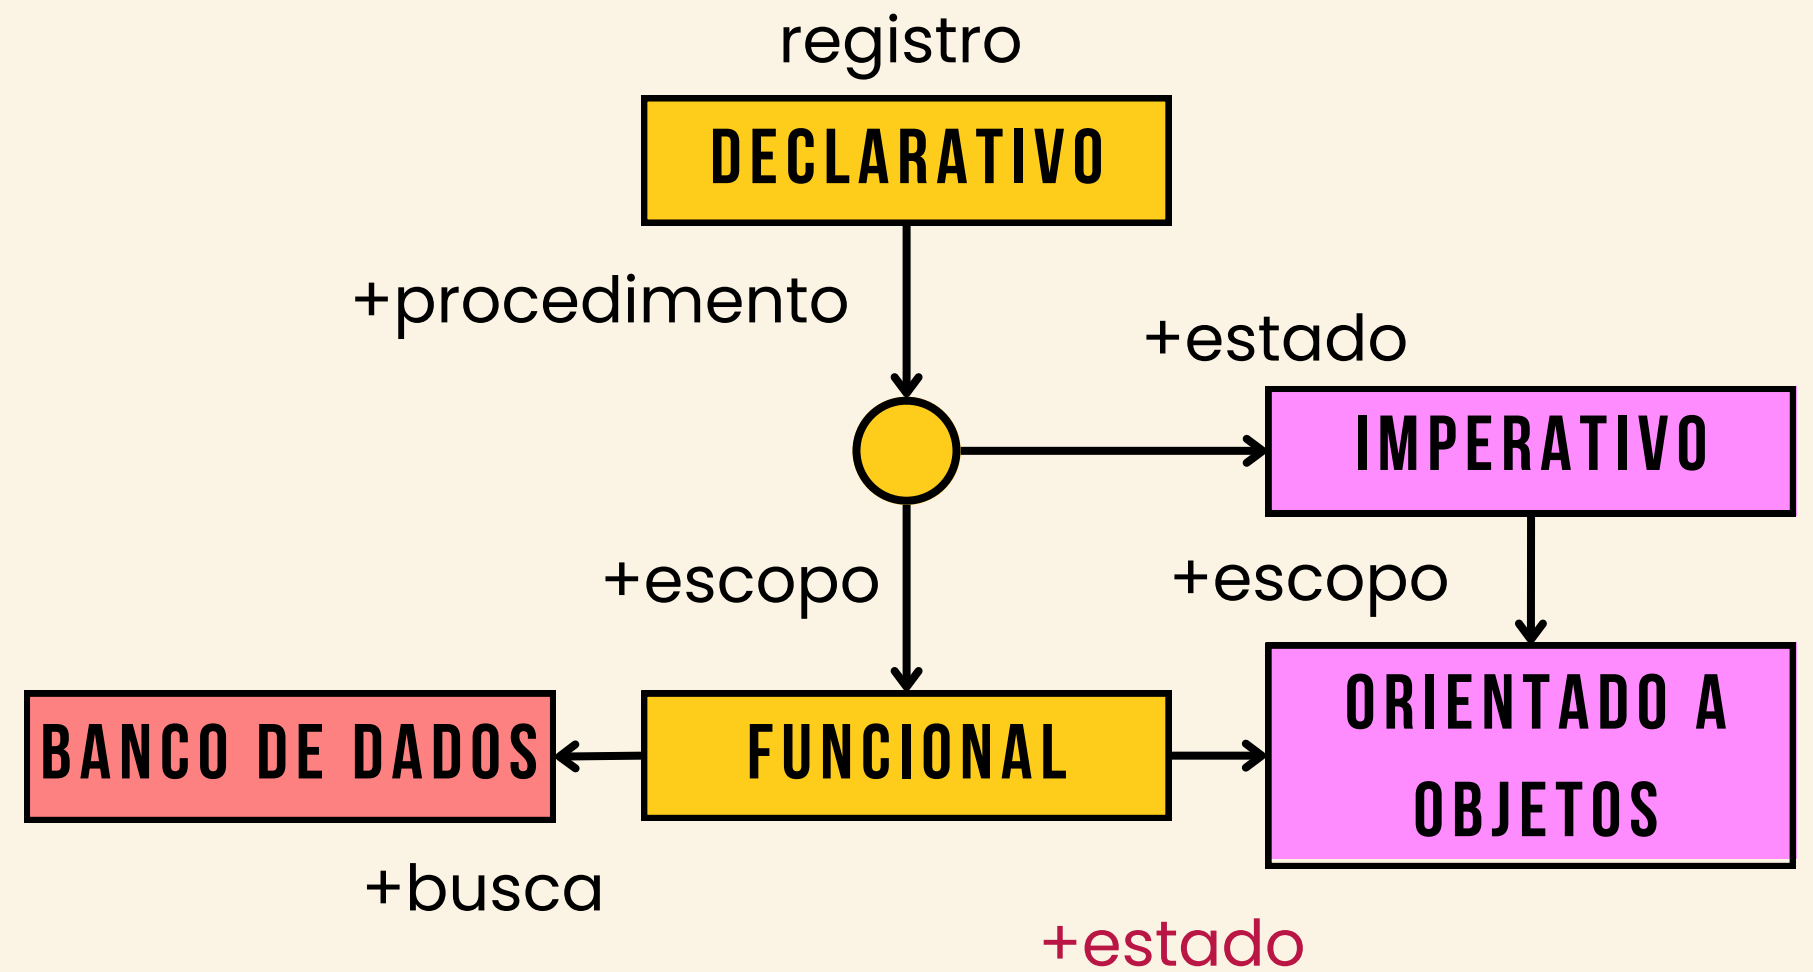 registro
DECLARATIVO
+procedimento
+estado
IMPERATIVO
+escopo
+escopo
ORIENTADO A
OBJETOS
BANCO DE DADOS
FUNCIONAL
+busca
+estado